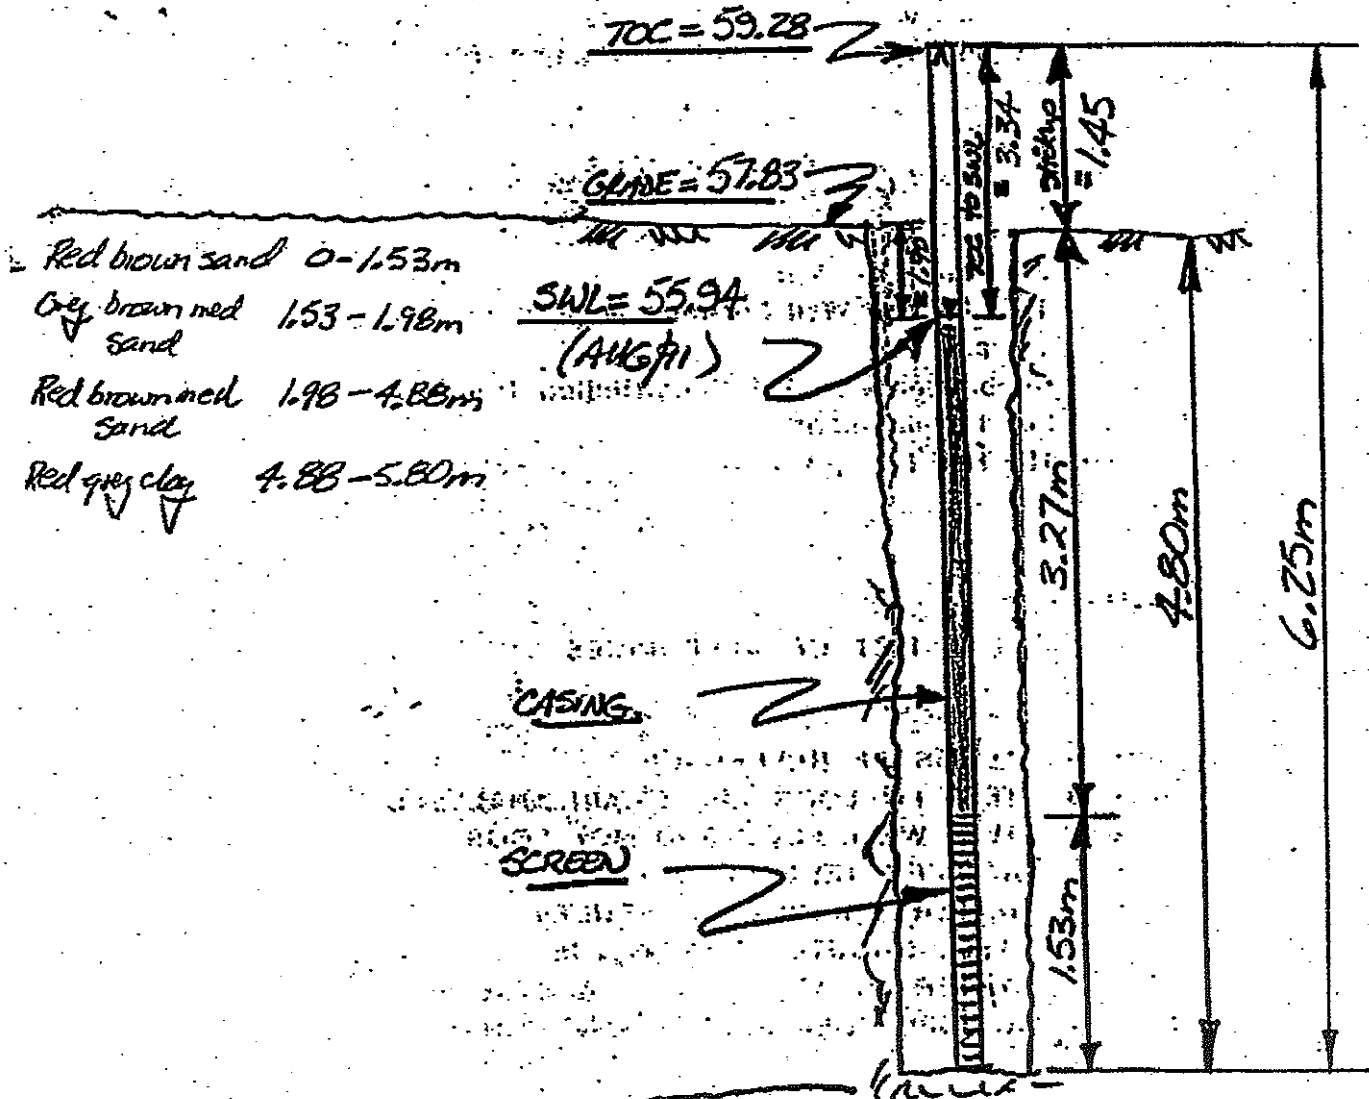 TOC = 59.28
TOC TO SWL
= 3.34
stickup
= 1.45
GRADE = 57.83
Red brown sand 0-1.53m
Grey brown med 1.53-1.98m
sand
SWL = 55.94
Red brown med 1.98-4.88m
sand
Red grey clay 4.88-5.80m
3.27m
4.80m
6.25m
CASING
SCREEN
1.53m